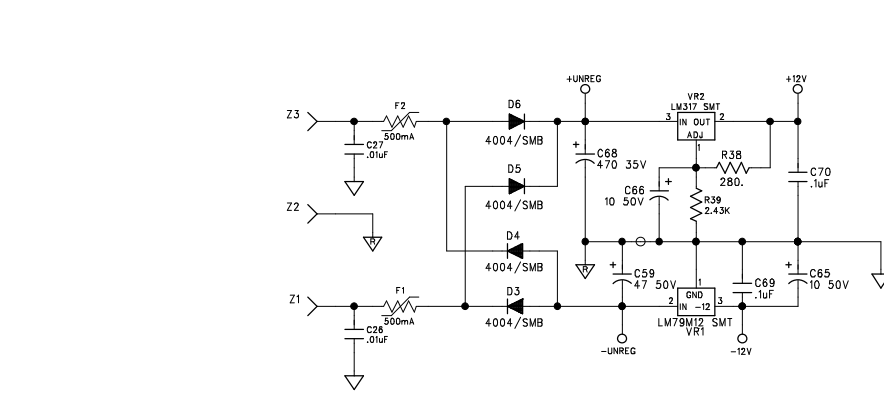 +UNREG
+12V
Z3
F2
500mA
C27
.01uF
D6
4004/SMB
VR2
LM317 SMT
3
IN OUT
2
ADJ
1
+
C68
470 35V
D5
4004/SMB
R38
280.
C70
.1uF
C66
10 50V
+
R39
2.43K
Z2
R
D4
4004/SMB
R
+
C59
47 50V
1
GND
C69
.1uF
+
C65
10 50V
Z1
F1
500mA
C26
.01uF
D3
4004/SMB
2
IN -12
3
LM79M12 SMT
VR1
-UNREG
-12V